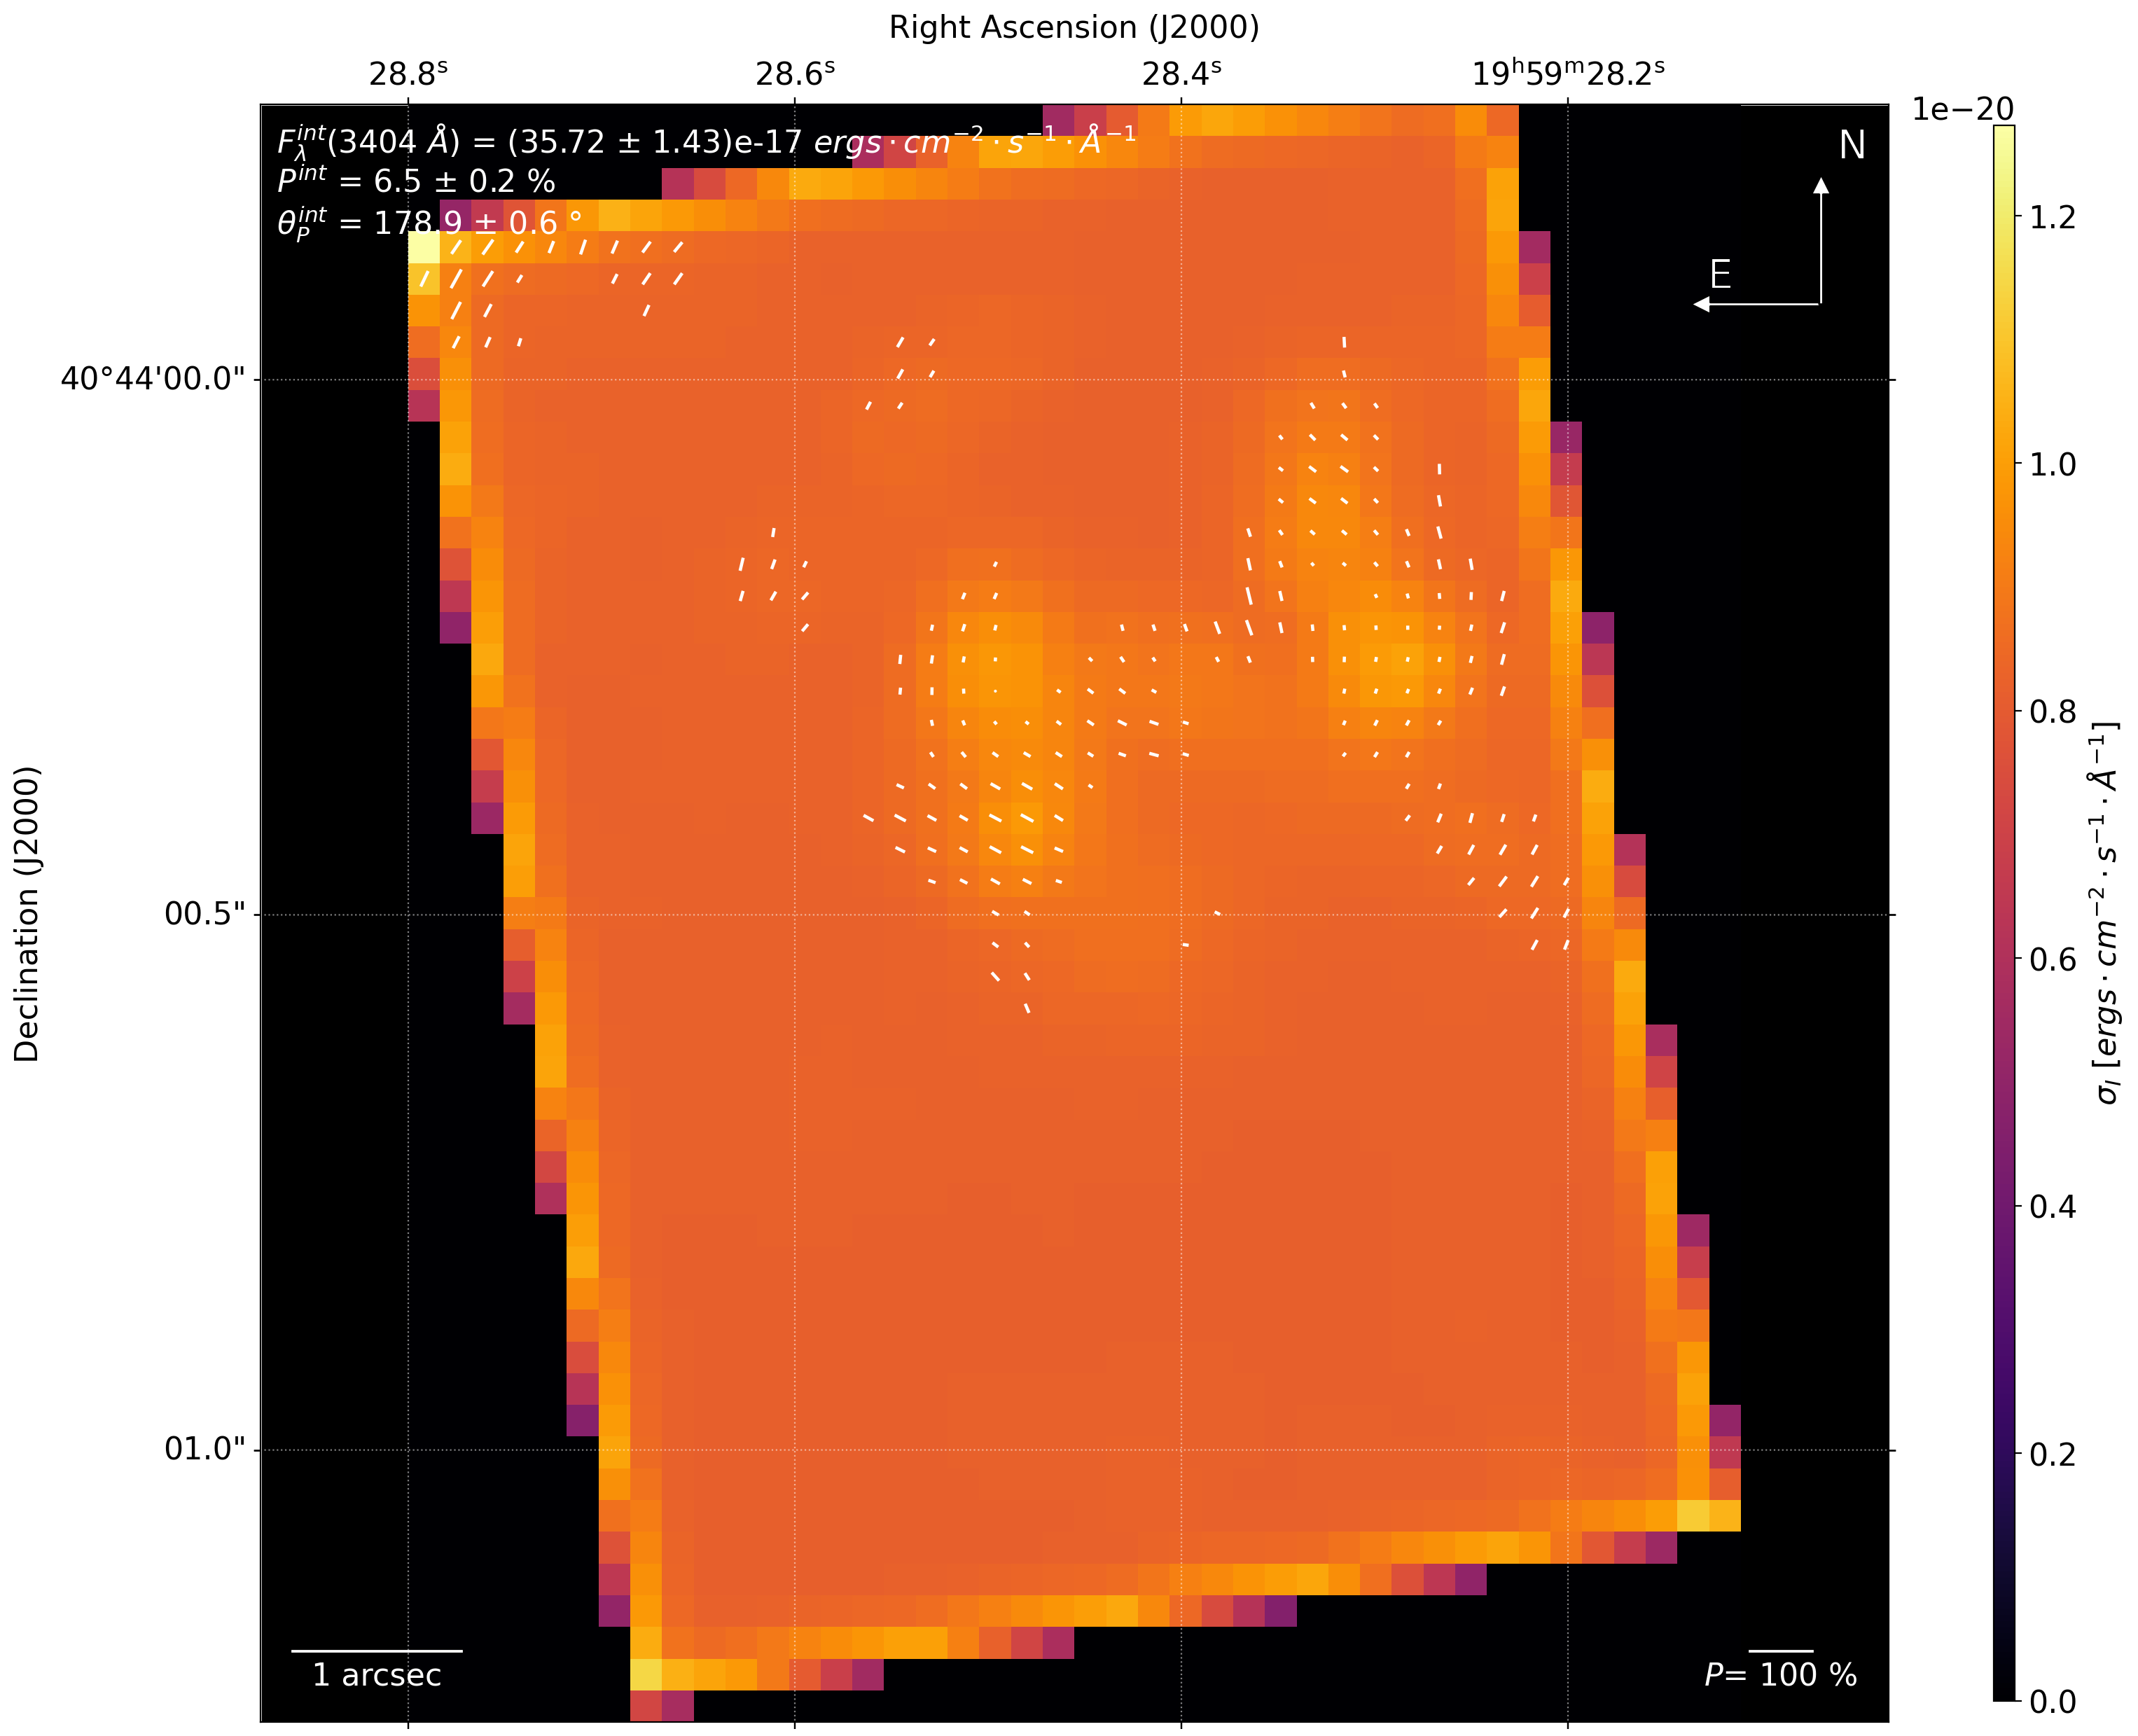 Right Ascension (J2000)
28.8ˢ 28.6ˢ 28.4ˢ 19ʰ59ᵐ28.2ˢ
1e−20
F_λ^int(3404 Å) = (35.72 ± 1.43)e-17 ergs · cm⁻² · s⁻¹ · Å⁻¹
P^int = 6.5 ± 0.2 %
θ_P^int = 178.9 ± 0.6 °
N
E
40°44'00.0"
00.5"
01.0"
Declination (J2000)
1 arcsec
P= 100 %
1.2
1.0
0.8
0.6
0.4
0.2
0.0
σ_I [ergs · cm⁻² · s⁻¹ · Å⁻¹]